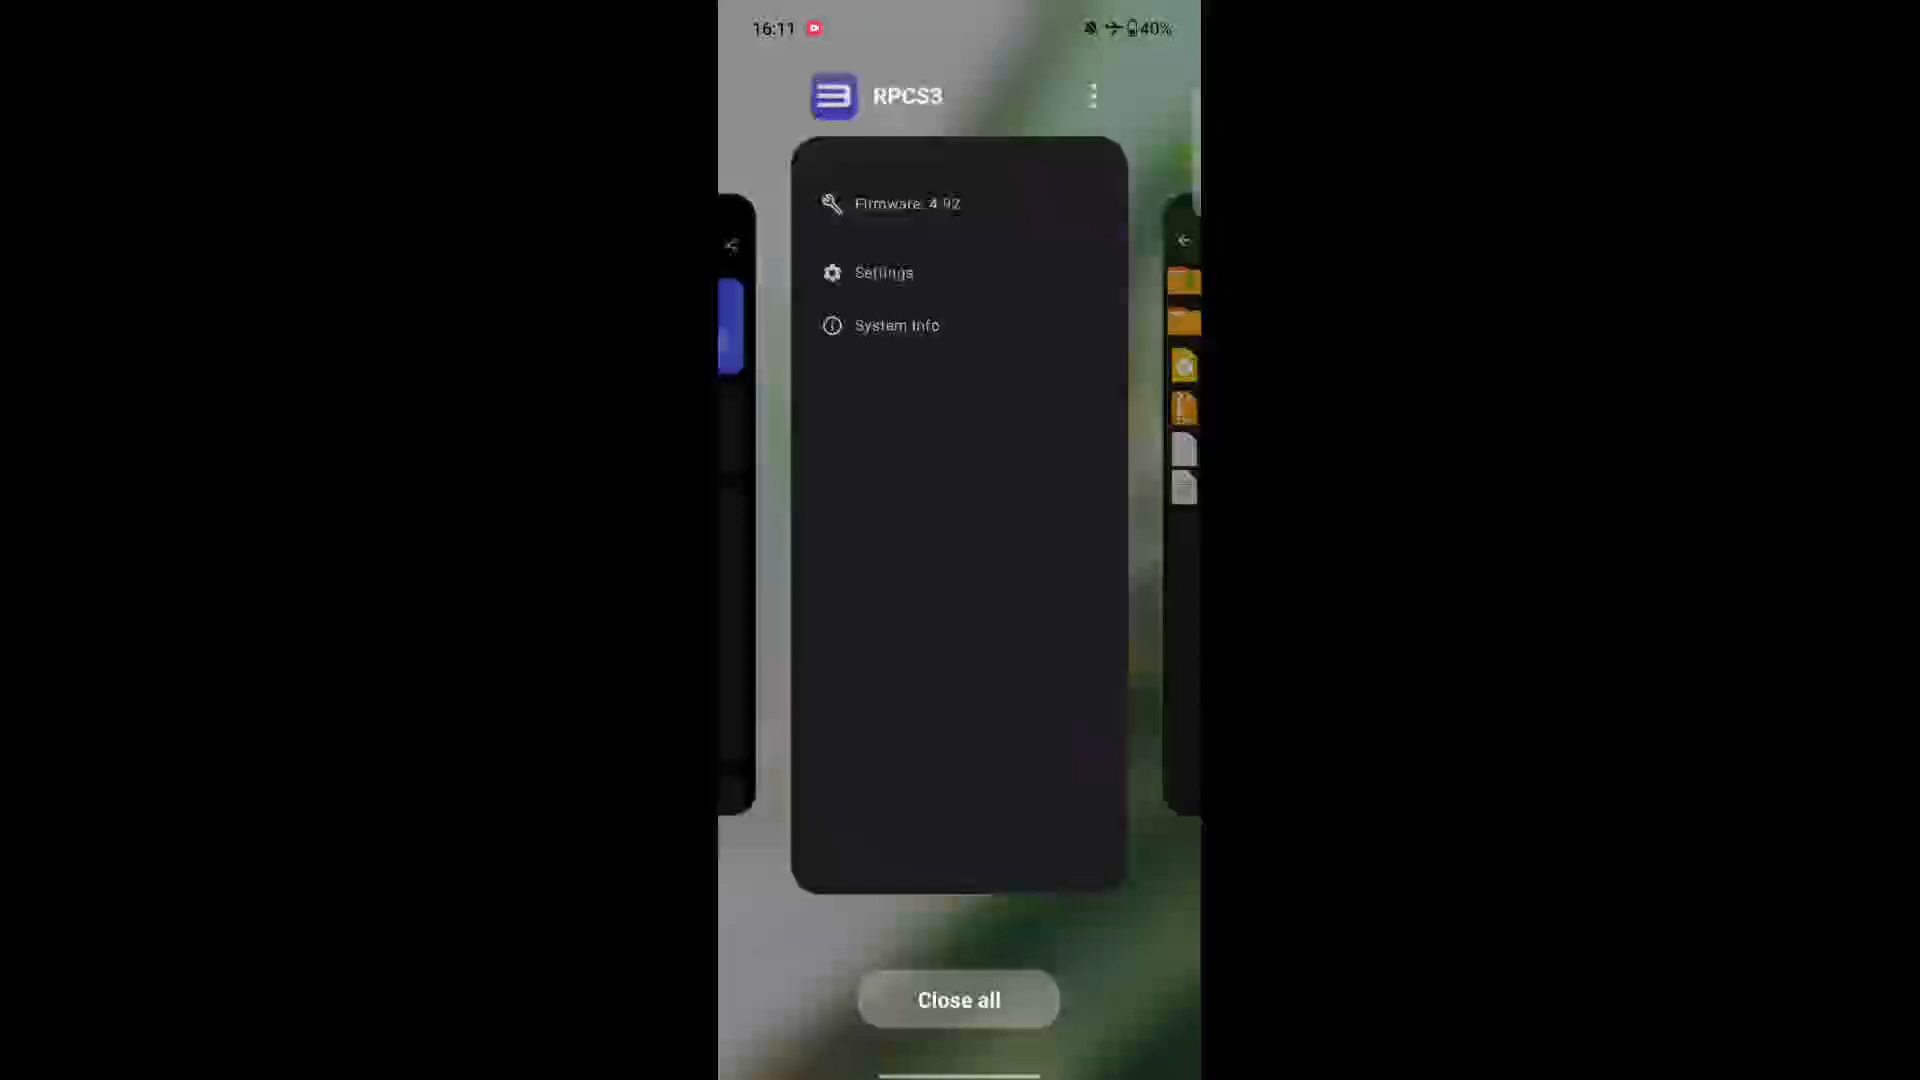 16:11
40%
RPCS3
Firmware: 4.92
Settings
System Info
Close all